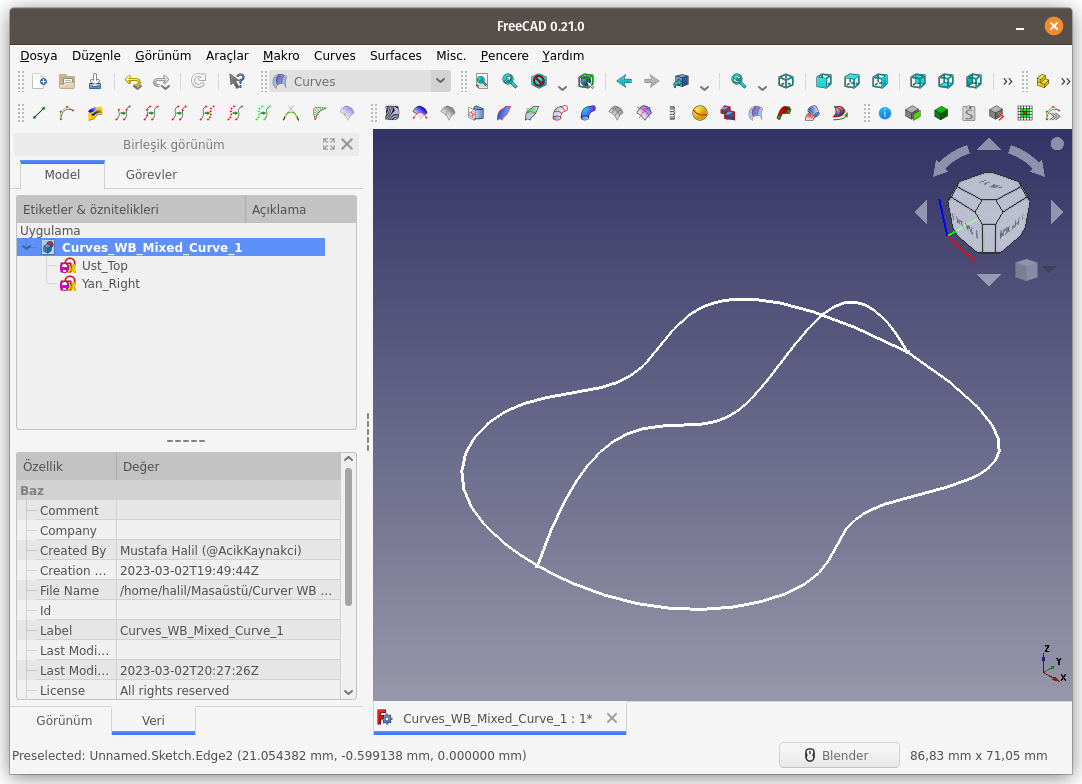 FreeCAD 0.21.0
Dosya Düzenle Görünüm Araçlar Makro Curves Surfaces Misc. Pencere Yardım
Curves
Birleşik görünüm
Model Görevler
Etiketler & öznitelikleri Açıklama
Uygulama
Curves_WB_Mixed_Curve_1
Ust_Top
Yan_Right
Özellik Değer
Baz
Comment
Company
Created By Mustafa Halil (@AcikKaynakci)
Creation ... 2023-03-02T19:49:44Z
File Name /home/halil/Masaüstü/Curver WB ...
Id
Label Curves_WB_Mixed_Curve_1
Last Modi...
Last Modi... 2023-03-02T20:27:26Z
License All rights reserved
Görünüm Veri
Z
Y
X
Curves_WB_Mixed_Curve_1 : 1*
Preselected: Unnamed.Sketch.Edge2 (21.054382 mm, -0.599138 mm, 0.000000 mm)
Blender 86,83 mm x 71,05 mm